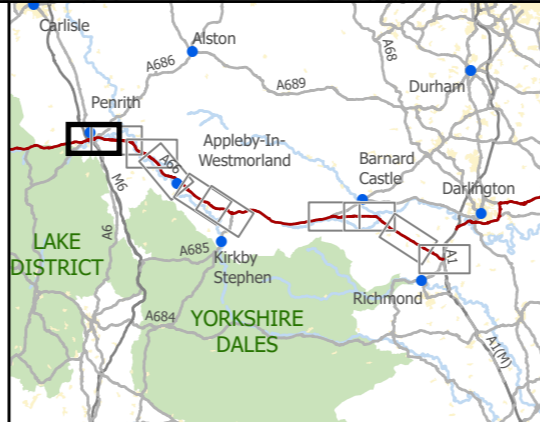 Carlisle
Alston
A68
A686
A689
Durham
Penrith
Appleby-In-
Westmorland
Barnard
Castle
Darlington
A66
M6
LAKE
DISTRICT
A6
A685
Kirkby
Stephen
A1
Richmond
A684
YORKSHIRE
DALES
A1(M)